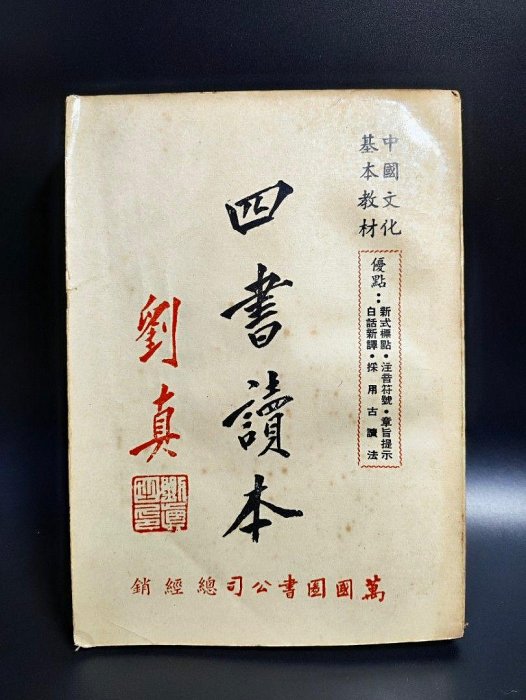 中國文化
基本教材
優點：
新式標點・注音符號・章旨提示
白話新譯・採用古讀法
四書讀本
劉真
萬國圖書公司總經銷